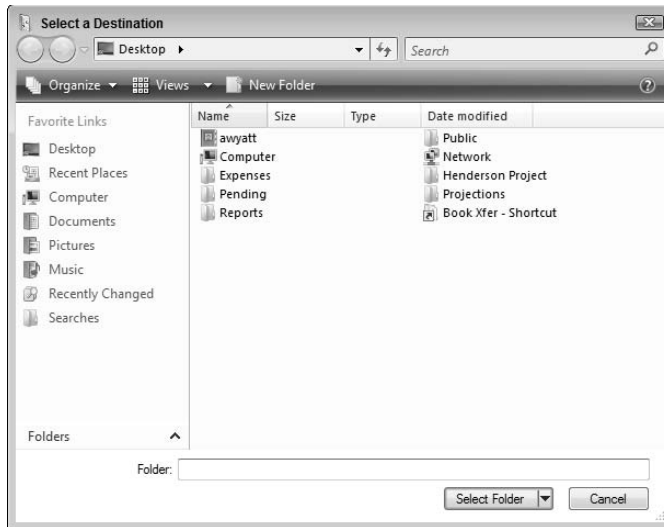 Select a Destination
Desktop
Search
Organize Views New Folder
Favorite Links
Desktop
Recent Places
Computer
Documents
Pictures
Music
Recently Changed
Searches
Folders
Name Size Type Date modified
awyatt Public
Computer Network
Expenses Henderson Project
Pending Projections
Reports Book Xfer - Shortcut
Folder:
Select Folder Cancel